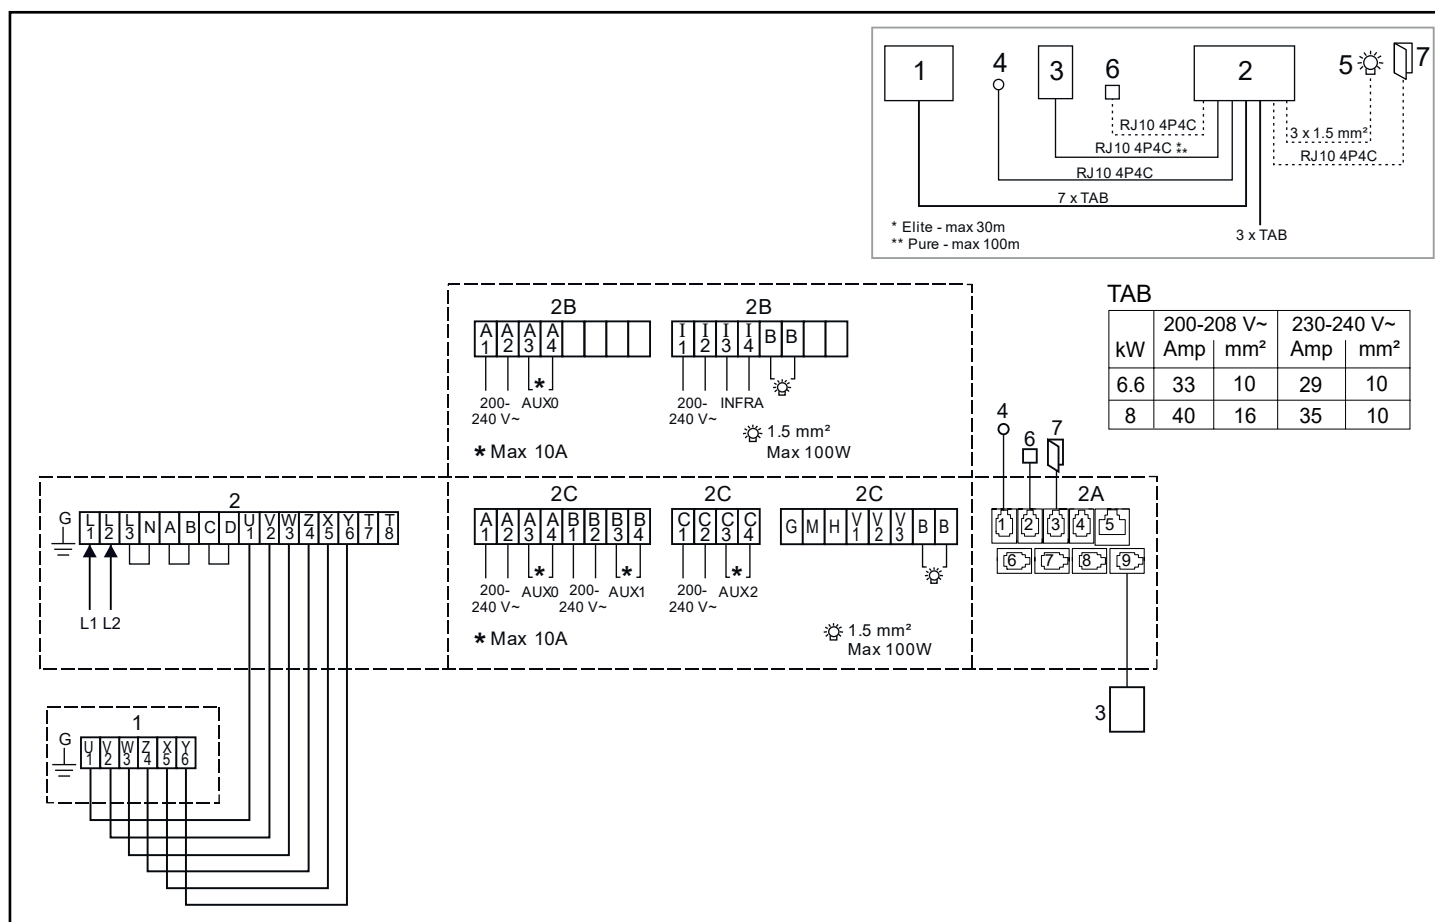 1
4
3
6
2
5
7
RJ10 4P4C
3 x 1.5 mm²
RJ10 4P4C * **
RJ10 4P4C
RJ10 4P4C
7 x TAB
3 x TAB
* Elite - max 30m
** Pure - max 100m
TAB
200-208 V~ 230-240 V~
kW Amp mm² Amp mm²
6.6 33 10 29 10
8 40 16 35 10
2B 2B
A1 A2 A3 A4
I1 I2 I3 I4 B B
200-240 V~
* AUX0
200-240 V~
INFRA
* Max 10A
1.5 mm²
Max 100W
2
G L1 L2 L3 N A B C D U1 V2 W3 Z4 X5 Y6 T7 T8
L1 L2
2C 2C 2C
A1 A2 A3 A4 B1 B2 B3 B4
C1 C2 C3 C4
G M H V1 V2 V3 B B
200-240 V~
* AUX0
200-240 V~
* AUX1
200-240 V~
* AUX2
* Max 10A
1.5 mm²
Max 100W
4
6
7
2A
1 2 3 4 5
6 7 8 9
3
1
G U1 V2 W3 Z4 X5 Y6